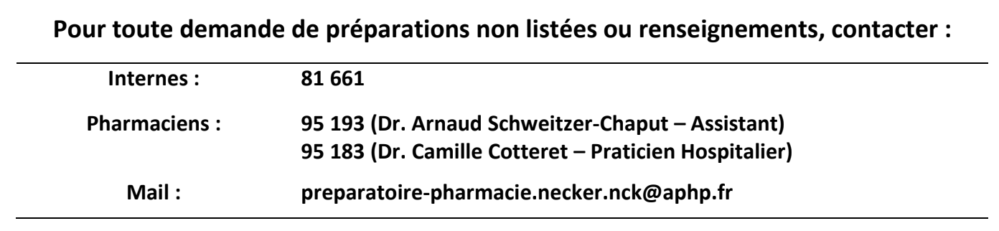 Pour toute demande de préparations non listées ou renseignements, contacter :
Internes : 81 661
Pharmaciens : 95 193 (Dr. Arnaud Schweitzer-Chaput – Assistant)
95 183 (Dr. Camille Cotteret – Praticien Hospitalier)
Mail : preparatoire-pharmacie.necker.nck@aphp.fr